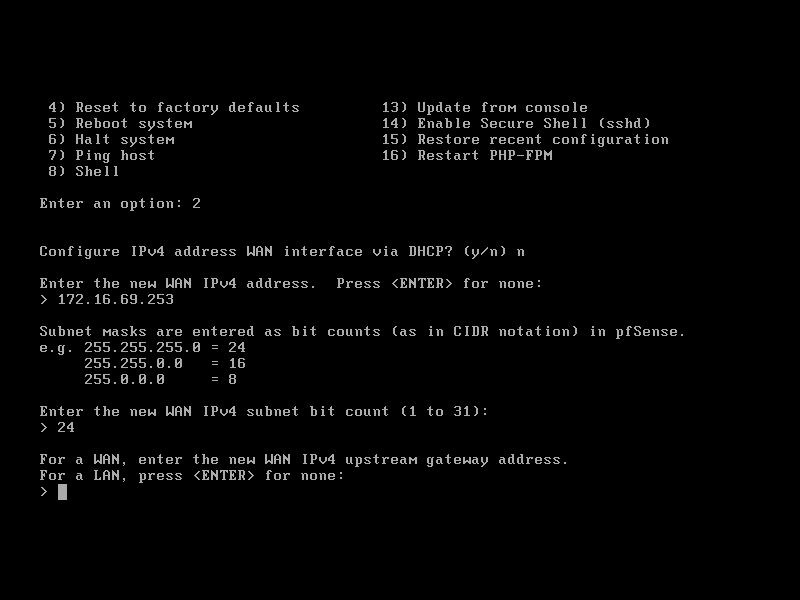 4) Reset to factory defaults 13) Update from console
5) Reboot system 14) Enable Secure Shell (sshd)
6) Halt system 15) Restore recent configuration
7) Ping host 16) Restart PHP-FPM
8) Shell
Enter an option: 2
Configure IPv4 address WAN interface via DHCP? (y/n) n
Enter the new WAN IPv4 address.  Press <ENTER> for none:
> 172.16.69.253
Subnet masks are entered as bit counts (as in CIDR notation) in pfSense.
e.g. 255.255.255.0 = 24
255.255.0.0   = 16
255.0.0.0     = 8
Enter the new WAN IPv4 subnet bit count (1 to 31):
> 24
For a WAN, enter the new WAN IPv4 upstream gateway address.
For a LAN, press <ENTER> for none:
>